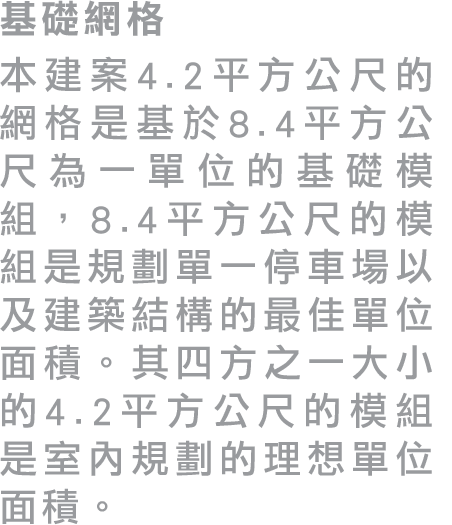 基礎網格
本建案4.2平方公尺的
網格是基於8.4平方公
尺為一單位的基礎模
組，8.4平方公尺的模
組是規劃單一停車場以
及建築結構的最佳單位
面積。其四方之一大小
的4.2平方公尺的模組
是室內規劃的理想單位
面積。